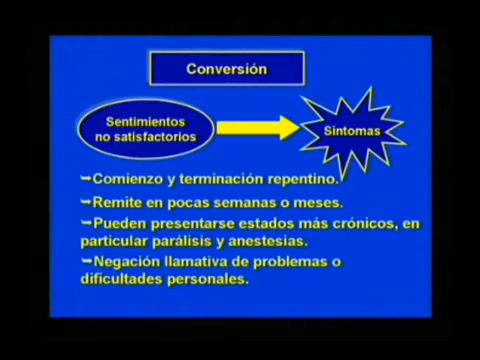 Conversión
Sentimientos
no satisfactorios
Sintomas
➥Comienzo y terminación repentino.
➥Remite en pocas semanas o meses.
➥Pueden presentarse estados más crónicos, en
particular parálisis y anestesias.
➥Negación llamativa de problemas o
dificultades personales.